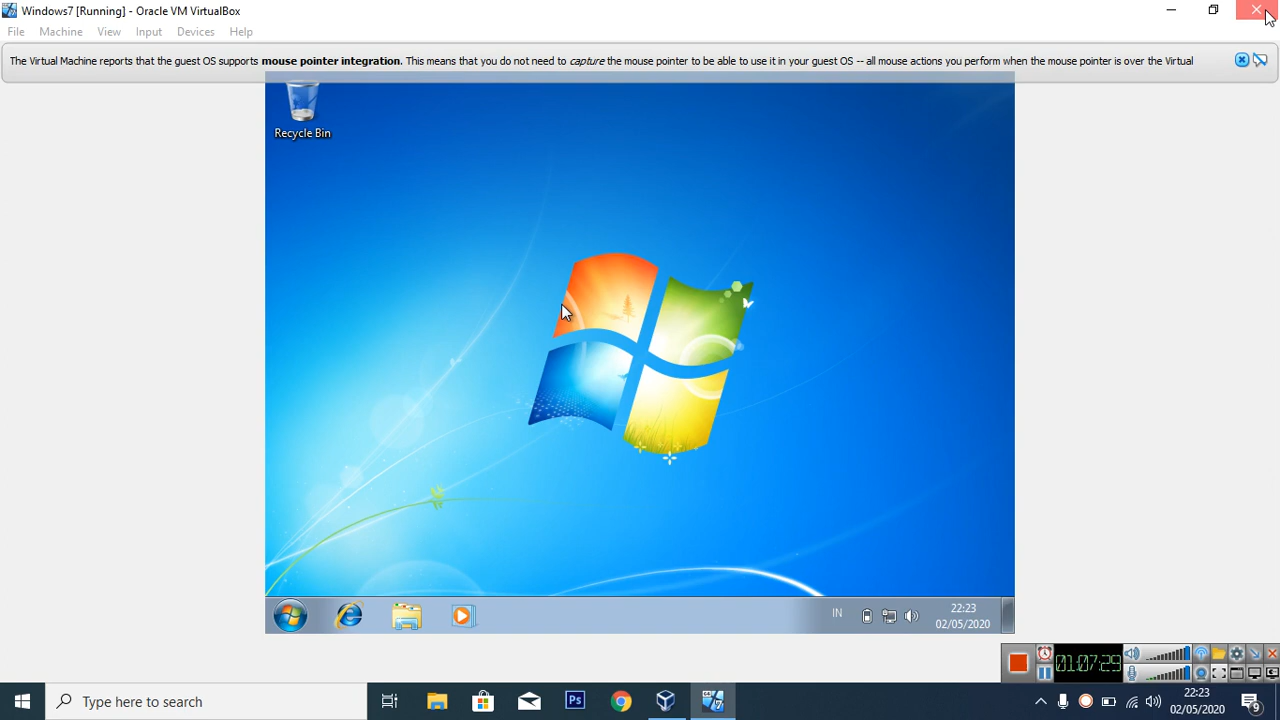 Windows7 [Running] - Oracle VM VirtualBox
File Machine View Input Devices Help
The Virtual Machine reports that the guest OS supports mouse pointer integration. This means that you do not need to capture the mouse pointer to be able to use it in your guest OS -- all mouse actions you perform when the mouse pointer is over the Virtual
Recycle Bin
IN
22:23
02/05/2020
01:07:29
Type here to search
Ps
22:23
02/05/2020
9